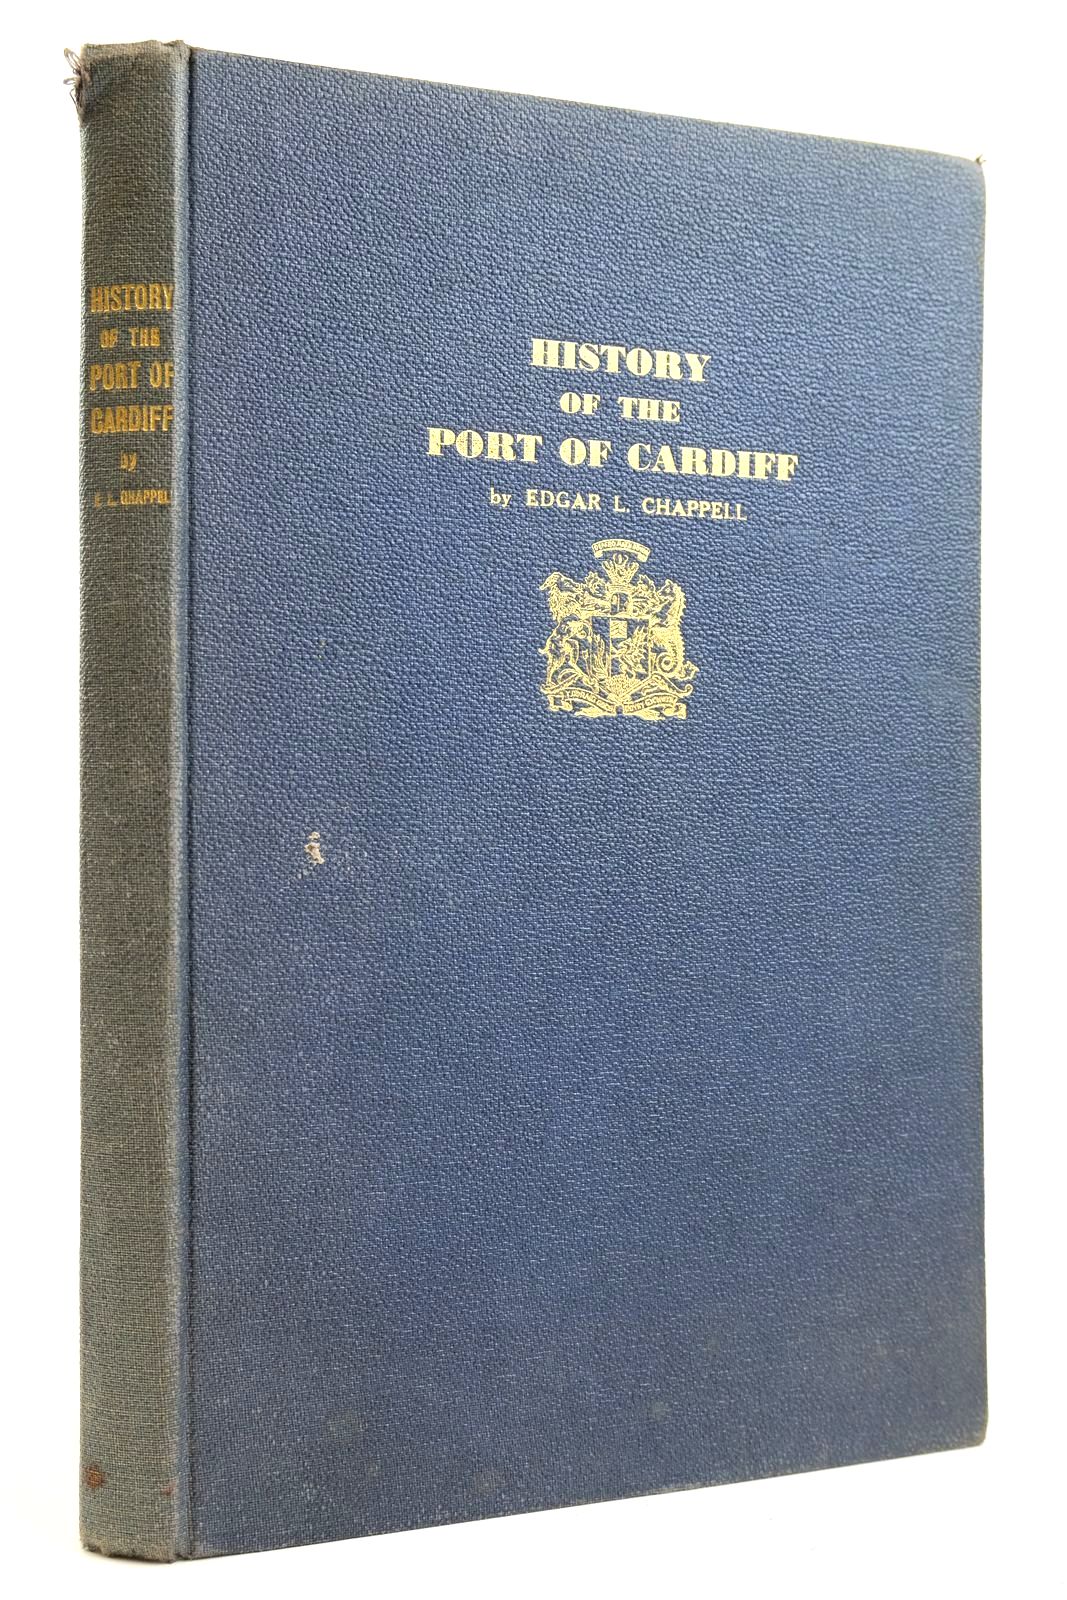 HISTORY
OF THE
PORT OF
CARDIFF
by
E. L. CHAPPELL
HISTORY
OF THE
PORT OF CARDIFF
by EDGAR L. CHAPPELL